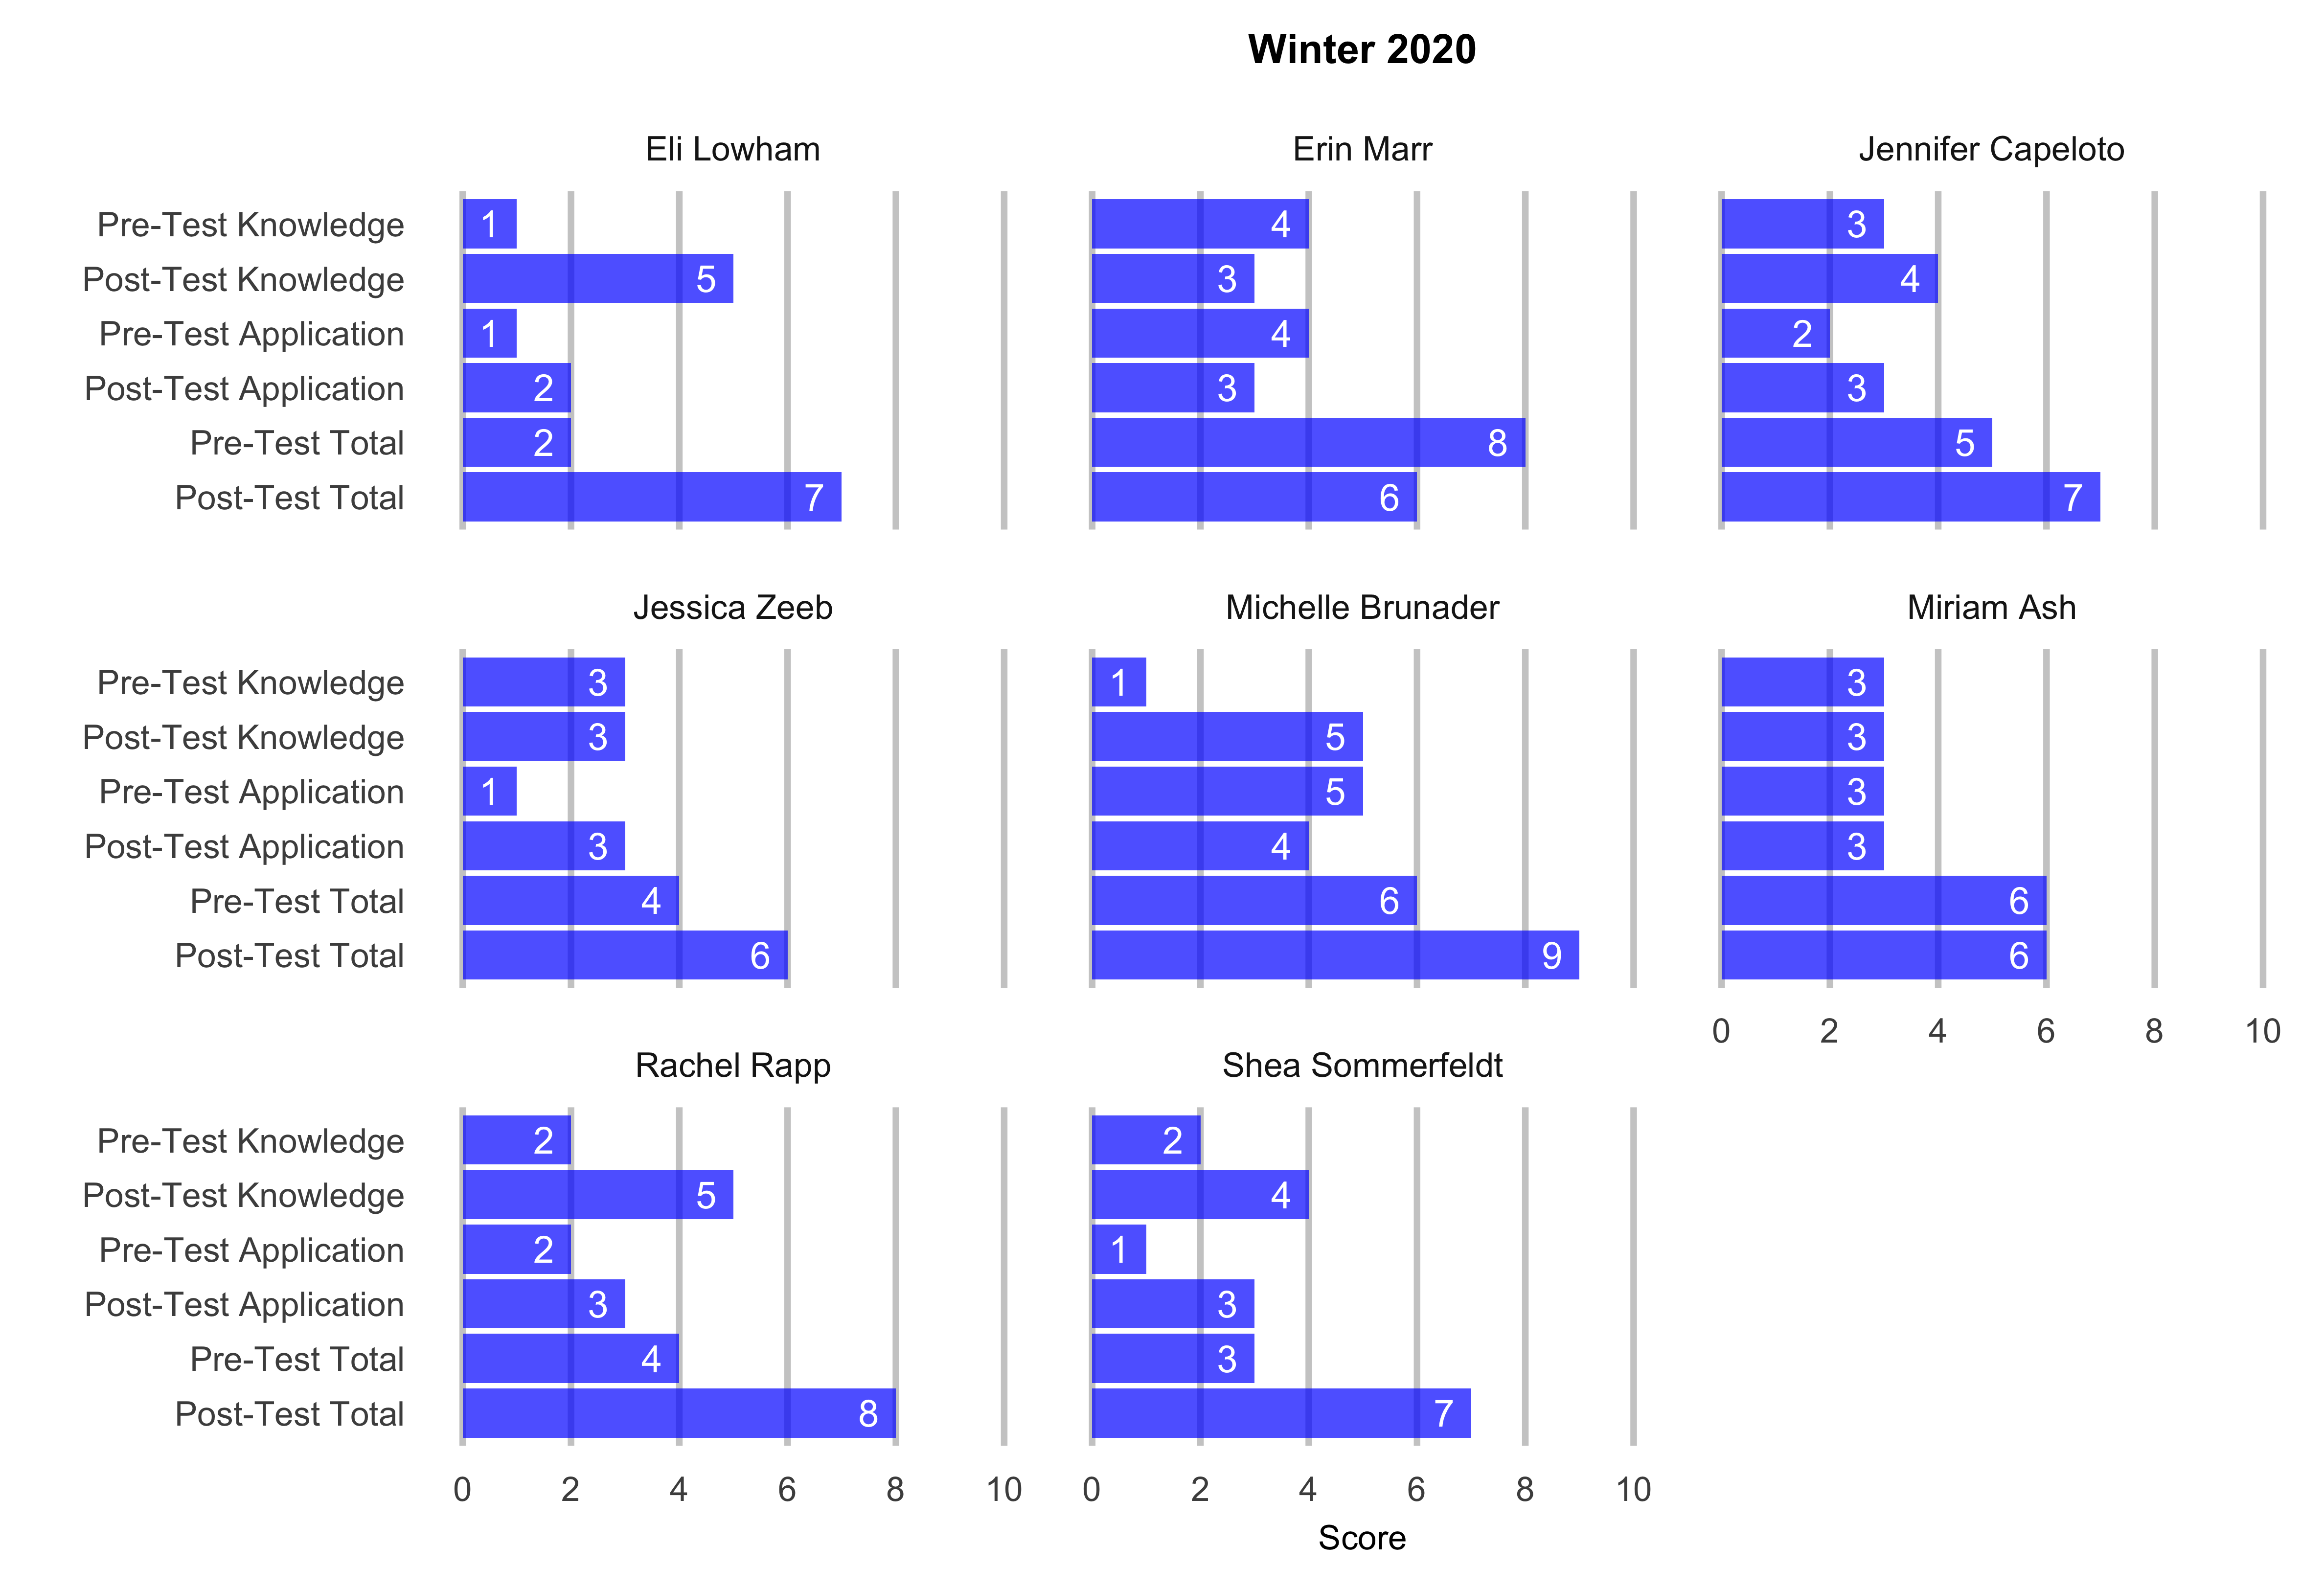 Winter 2020
Eli Lowham Erin Marr Jennifer Capeloto
Pre-Test Knowledge 1 4 3
Post-Test Knowledge 5 3 4
Pre-Test Application 1 4 2
Post-Test Application 2 3 3
Pre-Test Total 2 8 5
Post-Test Total 7 6 7
Jessica Zeeb Michelle Brunader Miriam Ash
Pre-Test Knowledge 3 1 3
Post-Test Knowledge 3 5 3
Pre-Test Application 1 5 3
Post-Test Application 3 4 3
Pre-Test Total 4 6 6
Post-Test Total 6 9 6
0 2 4 6 8 10
Rachel Rapp Shea Sommerfeldt
Pre-Test Knowledge 2 2
Post-Test Knowledge 5 4
Pre-Test Application 2 1
Post-Test Application 3 3
Pre-Test Total 4 3
Post-Test Total 8 7
0 2 4 6 8 10 0 2 4 6 8 10
Score